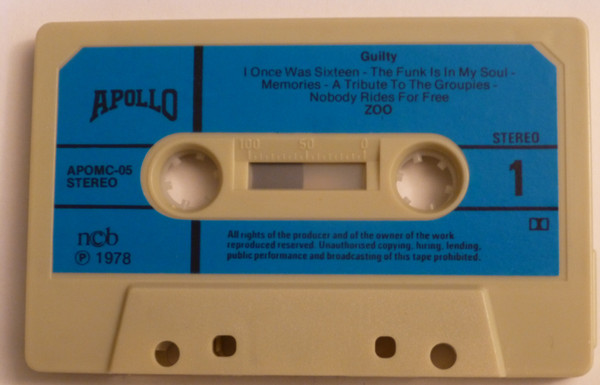 Guilty
I Once Was Sixteen - The Funk Is In My Soul -
Memories - A Tribute To The Groupies -
Nobody Rides For Free
ZOO
APOLLO
STEREO
1
APOMC-05
STEREO
100 50 0
ncb
℗ 1978
All rights of the producer and of the owner of the work
reproduced reserved. Unauthorized copying, hiring, lending,
public performance and broadcasting of this tape prohibited.